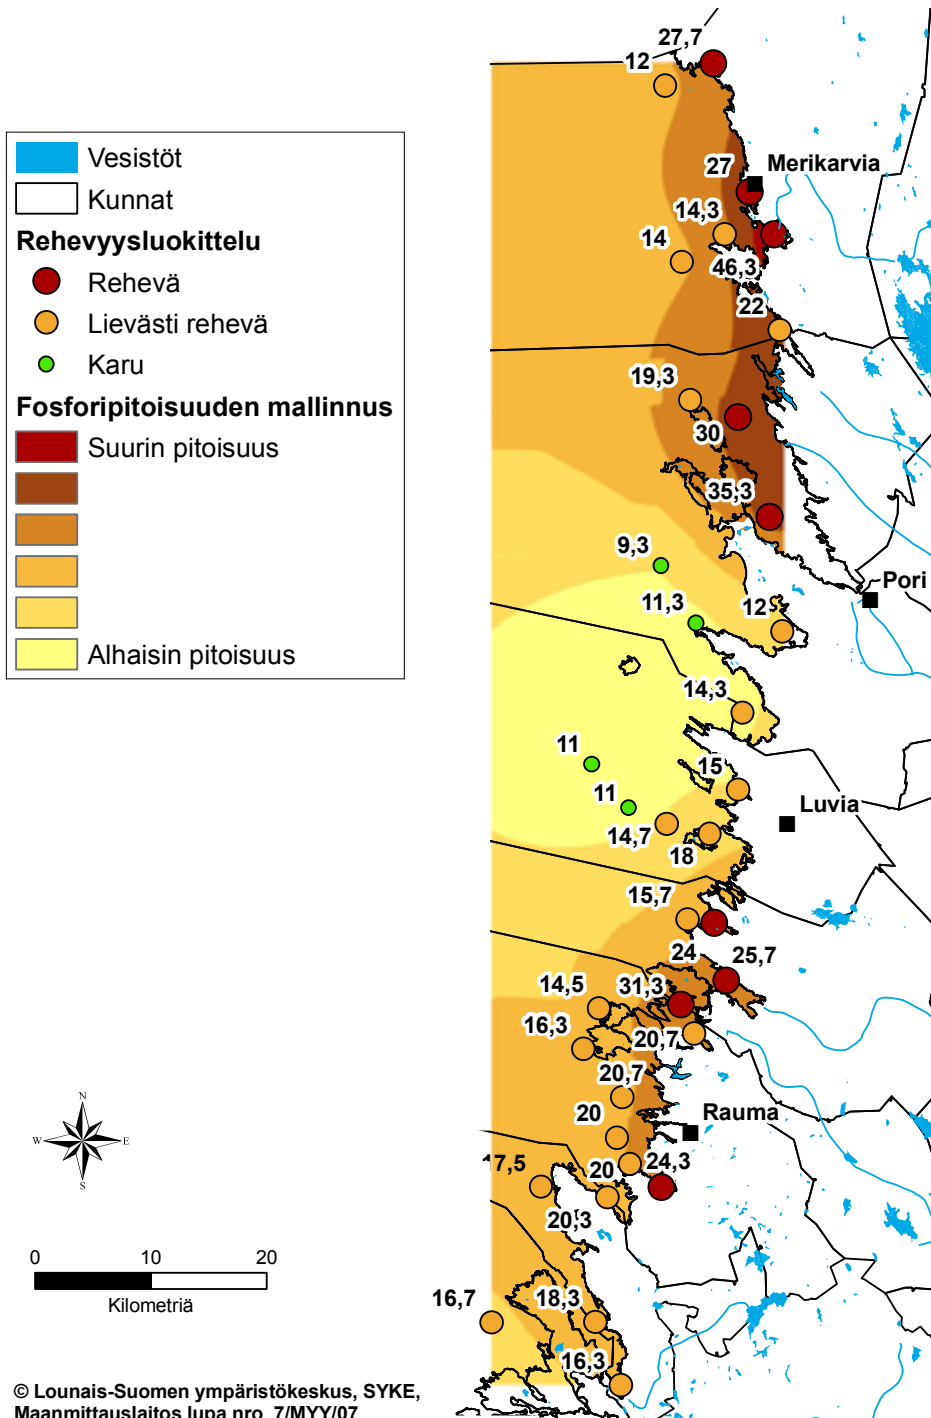 27,7
12
Vesistöt
Kunnat
Rehevyysluokittelu
Rehevä
Lievästi rehevä
Karu
Fosforipitoisuuden mallinnus
Suurin pitoisuus
Alhaisin pitoisuus
27
Merikarvia
14,3
14
46,3
22
19,3
30
35,3
9,3
Pori
11,3
12
14,3
11
15
11
Luvia
14,7
18
15,7
24
25,7
14,5
31,3
16,3
20,7
20,7
20
Rauma
17,5
20
24,3
20,3
N
W
E
S
0
10
20
Kilometriä
16,7
18,3
16,3
© Lounais-Suomen ympäristökeskus, SYKE,
Maanmittauslaitos lupa nro 7/MYY/07